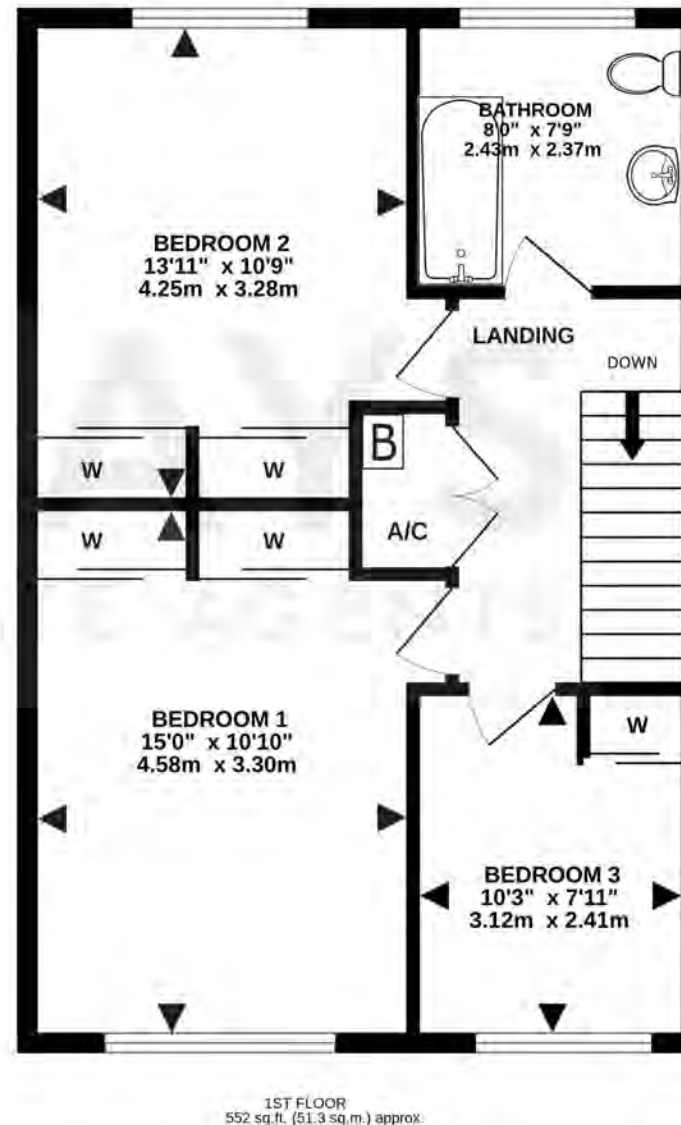 BATHROOM
8'0" x 7'9"
2.43m x 2.37m
BEDROOM 2
13'11" x 10'9"
4.25m x 3.28m
LANDING
DOWN
B
W
W
A/C
W
W
BEDROOM 1
15'0" x 10'10"
4.58m x 3.30m
W
BEDROOM 3
10'3" x 7'11"
3.12m x 2.41m
1ST FLOOR
552 sq.ft. (51.3 sq.m.) approx.